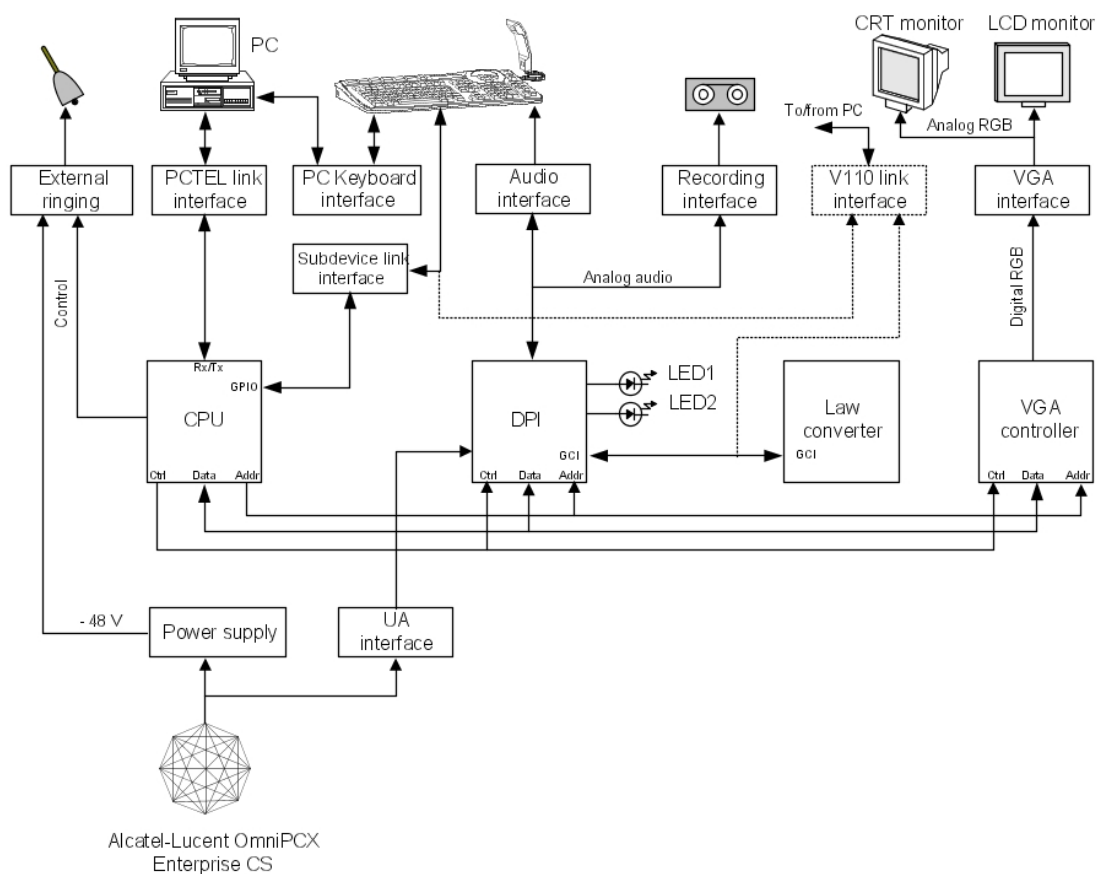 CRT monitor
LCD monitor
PC
To/from PC
Analog RGB
External
ringing
PCTEL link
interface
PC Keyboard
interface
Audio
interface
Recording
interface
V110 link
interface
VGA
interface
Subdevice link
interface
Analog audio
Control
Digital RGB
Rx/Tx
GPIO
CPU
Ctrl
Data
Addr
LED1
LED2
DPI
GCI
Ctrl
Data
Addr
Law
converter
GCI
VGA
controller
Ctrl
Data
Addr
- 48 V
Power supply
UA
interface
Alcatel-Lucent OmniPCX
Enterprise CS